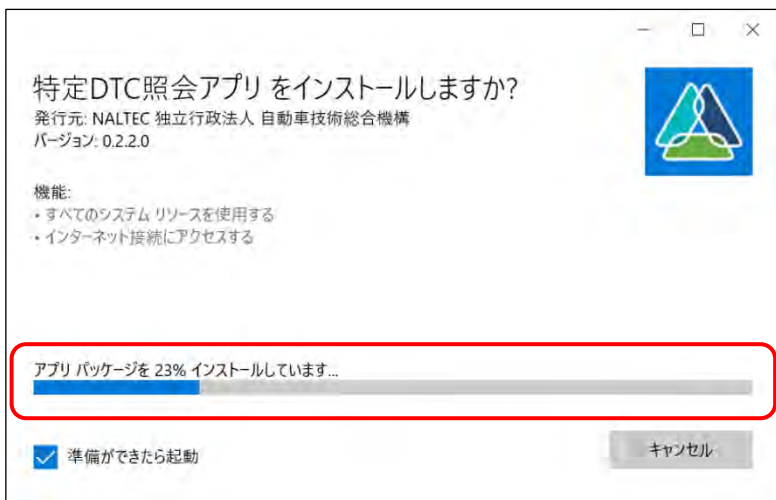 特定DTC照会アプリ をインストールしますか?
発行元: NALTEC 独立行政法人 自動車技術総合機構
バージョン: 0.2.2.0
機能:
・すべてのシステム リソースを使用する
・インターネット接続にアクセスする
アプリ パッケージを 23% インストールしています...
準備ができたら起動
キャンセル